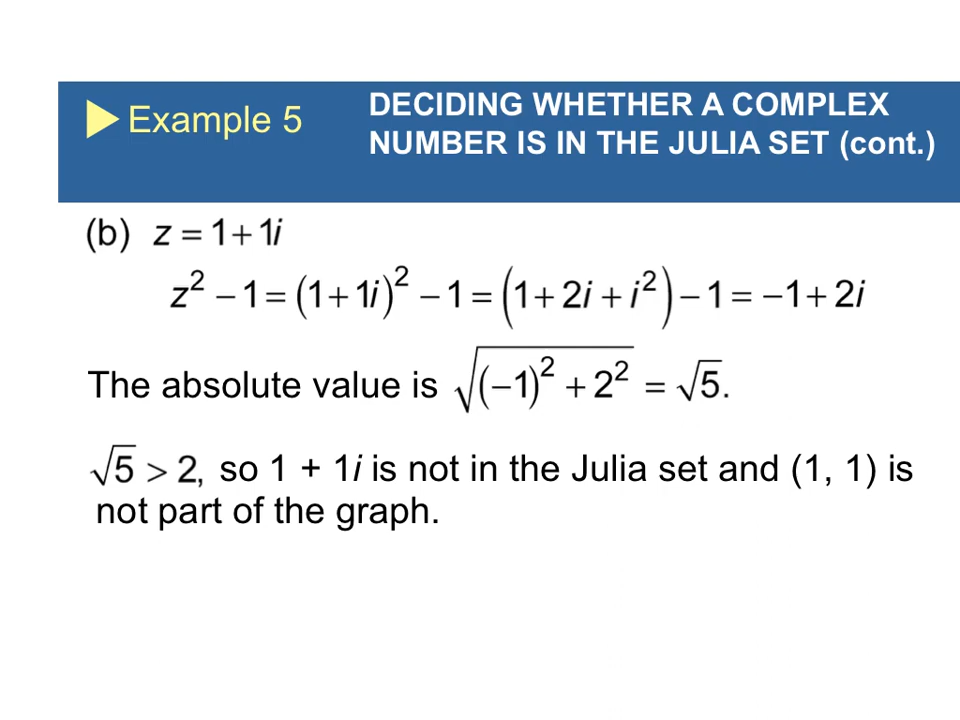 Example 5
DECIDING WHETHER A COMPLEX
NUMBER IS IN THE JULIA SET (cont.)
(b) z = 1 + 1i
z² − 1 = (1 + 1i)² − 1 = (1 + 2i + i²) − 1 = −1 + 2i
The absolute value is √((−1)² + 2²) = √5.
√5 > 2, so 1 + 1i is not in the Julia set and (1, 1) is
not part of the graph.